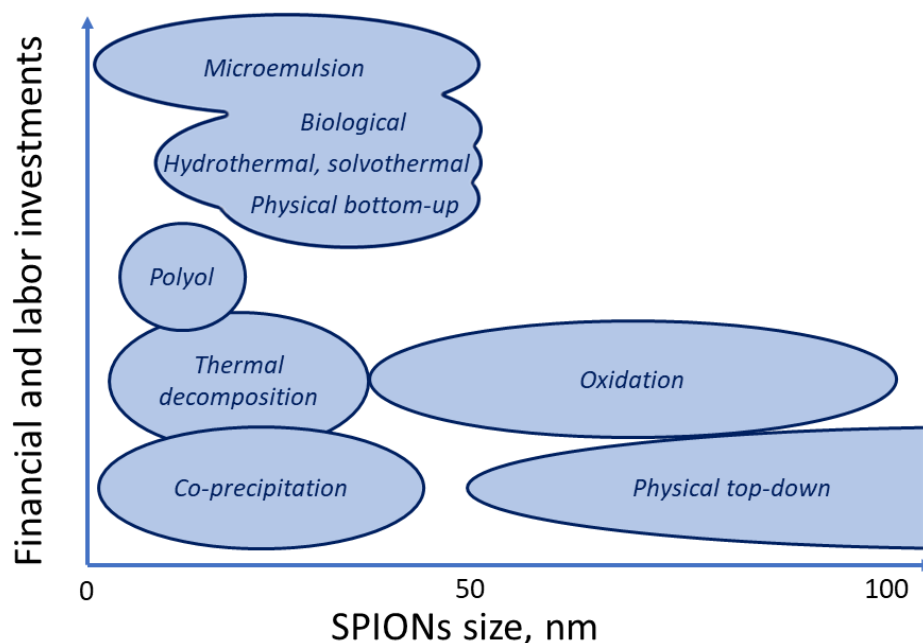 Financial and labor investments
Microemulsion
Biological
Hydrothermal, solvothermal
Physical bottom-up
Polyol
Thermal
decomposition
Oxidation
Co-precipitation
Physical top-down
0
50
100
SPIONs size, nm